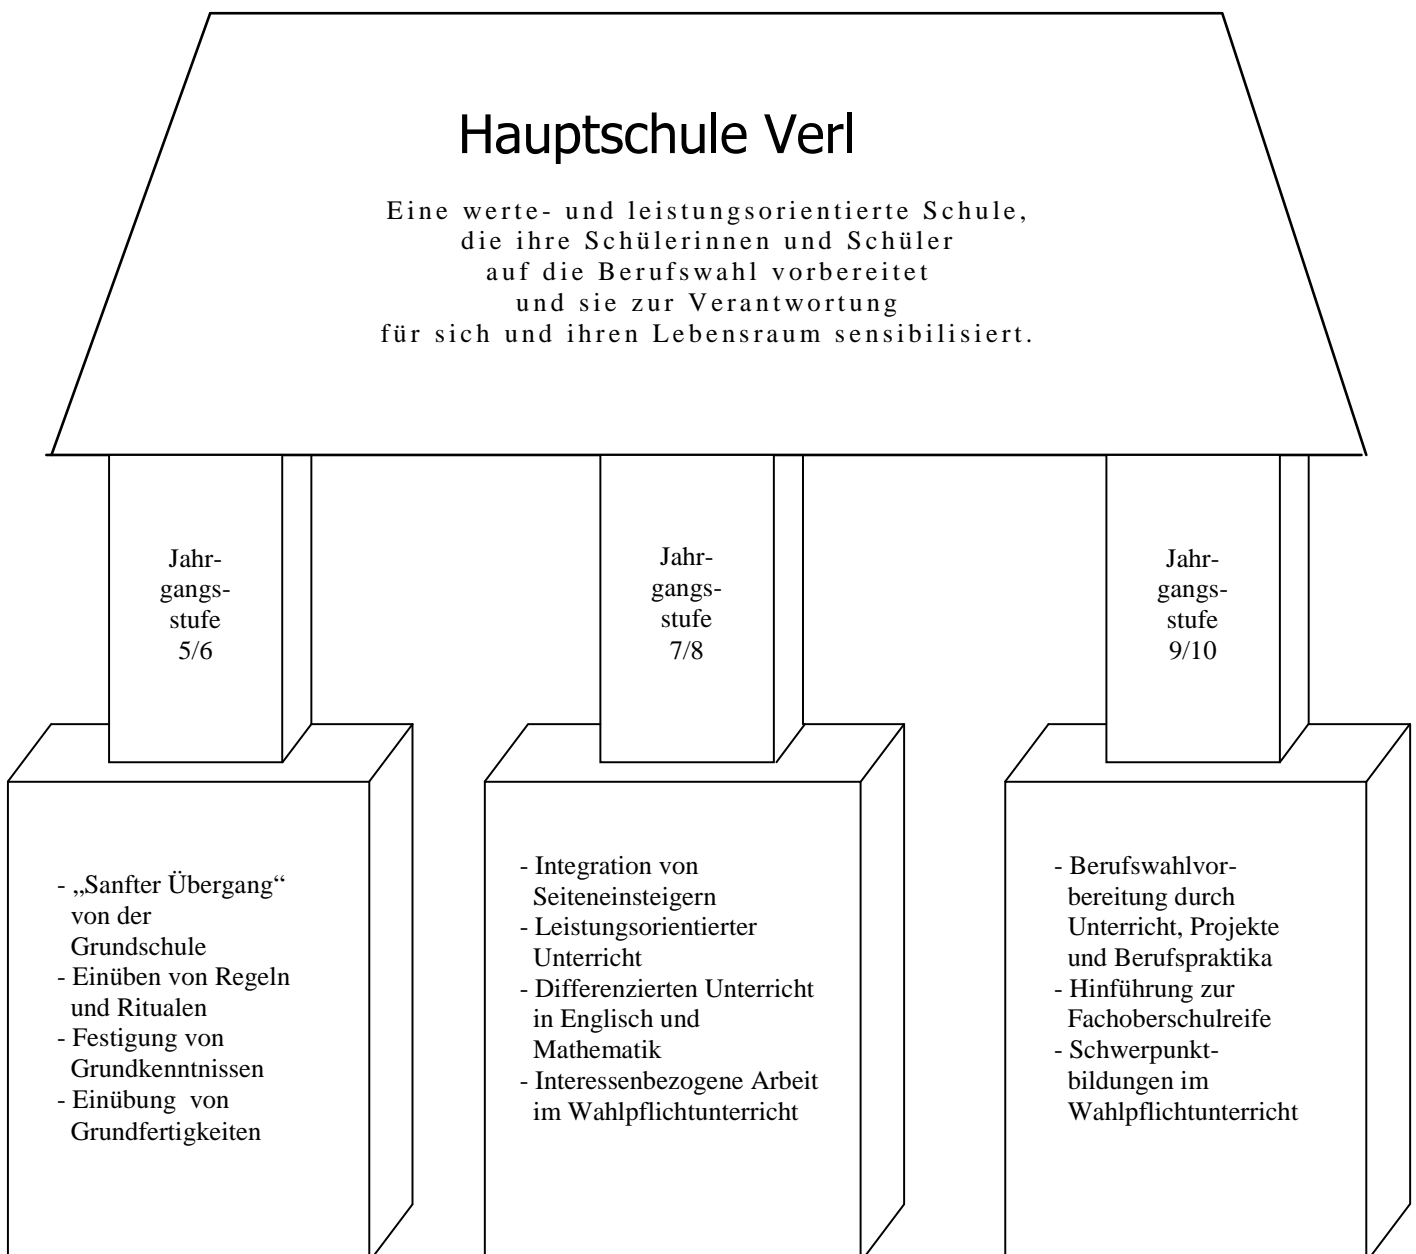 Hauptschule Verl
Eine werte- und leistungsorientierte Schule,
die ihre Schülerinnen und Schüler
auf die Berufswahl vorbereitet
und sie zur Verantwortung
für sich und ihren Lebensraum sensibilisiert.
Jahr-
gangs-
stufe
5/6
Jahr-
gangs-
stufe
7/8
Jahr-
gangs-
stufe
9/10
- „Sanfter Übergang“
von der
Grundschule
- Einüben von Regeln
und Ritualen
- Festigung von
Grundkenntnissen
- Einübung von
Grundfertigkeiten
- Integration von
Seiteneinsteigern
- Leistungsorientierter
Unterricht
- Differenzierten Unterricht
in Englisch und
Mathematik
- Interessenbezogene Arbeit
im Wahlpflichtunterricht
- Berufswahlvor-
bereitung durch
Unterricht, Projekte
und Berufspraktika
- Hinführung zur
Fachoberschulreife
- Schwerpunkt-
bildungen im
Wahlpflichtunterricht